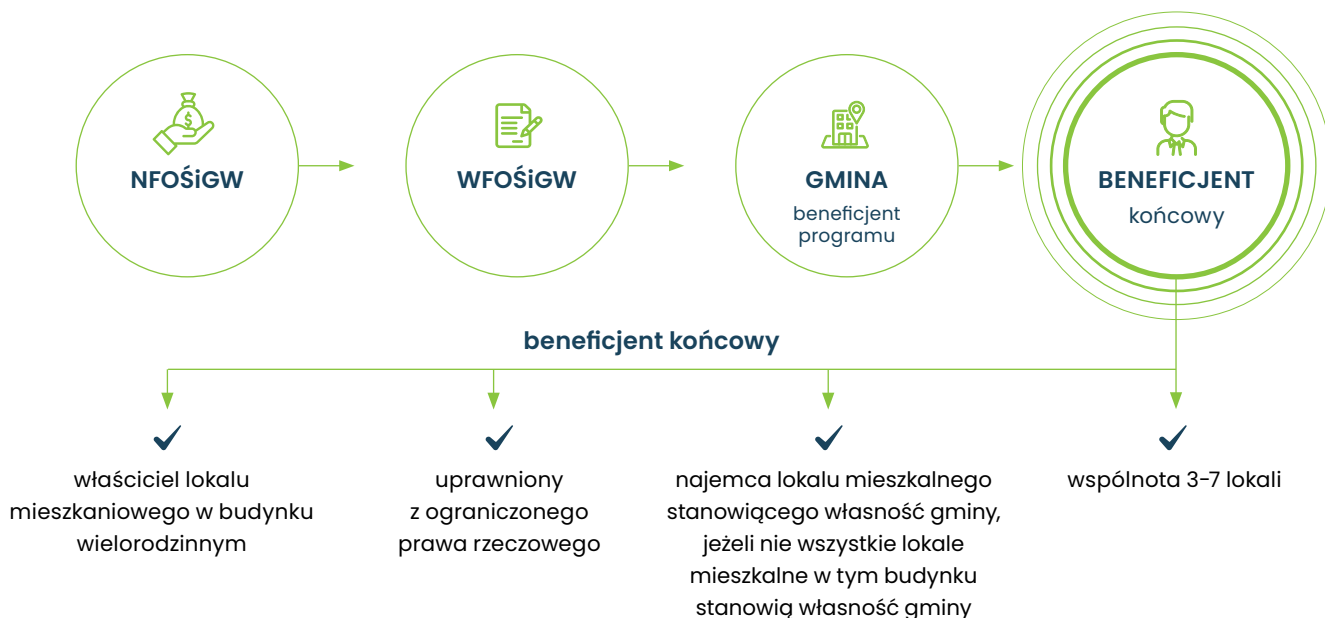 NFOŚiGW
WFOŚiGW
GMINA
beneficjent
programu
BENEFICJENT
końcowy
beneficjent końcowy
właściciel lokalu
mieszkaniowego w budynku
wielorodzinnym
uprawniony
z ograniczonego
prawa rzeczowego
najemca lokalu mieszkalnego
stanowiącego własność gminy,
jeżeli nie wszystkie lokale
mieszkalne w tym budynku
stanowią własność gminy
wspólnota 3-7 lokali